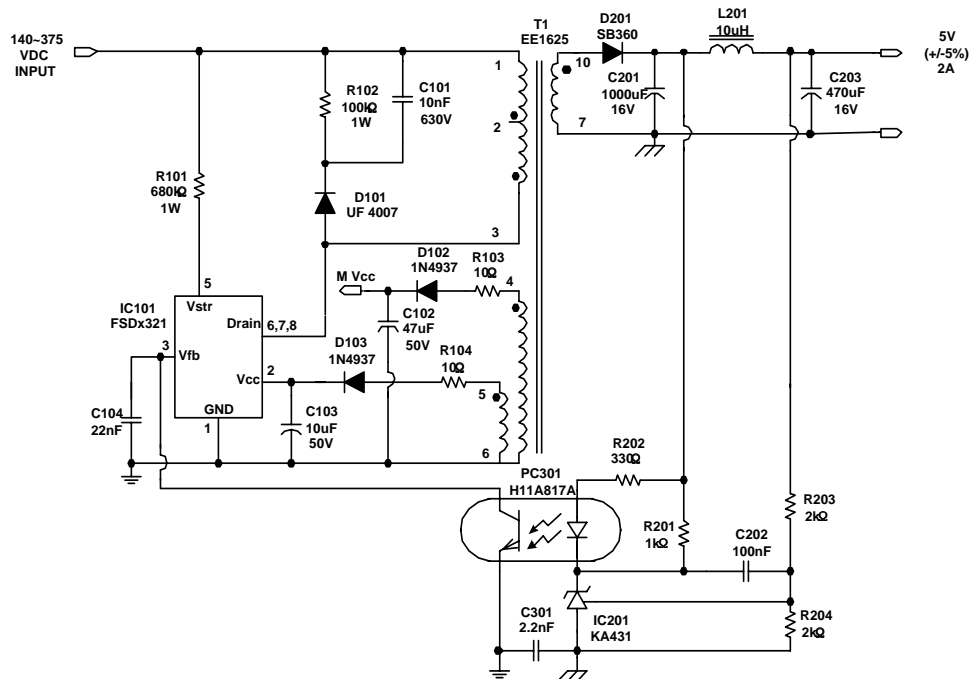 140~375
VDC
INPUT
T1
EE1625
D201
SB360
L201
10uH
5V
(+/-5%)
2A
1
2
3
10
7
R102
100kΩ
1W
C101
10nF
630V
C201
1000uF
16V
C203
470uF
16V
R101
680kΩ
1W
D101
UF 4007
D102
1N4937
R103
10Ω
4
M Vcc
5
IC101
FSDx321
Vstr
Drain
6,7,8
C102
47uF
50V
3
Vfb
D103
1N4937
R104
10Ω
Vcc
2
5
C104
22nF
GND
1
C103
10uF
50V
6
PC301
H11A817A
R202
330Ω
R203
2kΩ
R201
1kΩ
C202
100nF
C301
2.2nF
IC201
KA431
R204
2kΩ